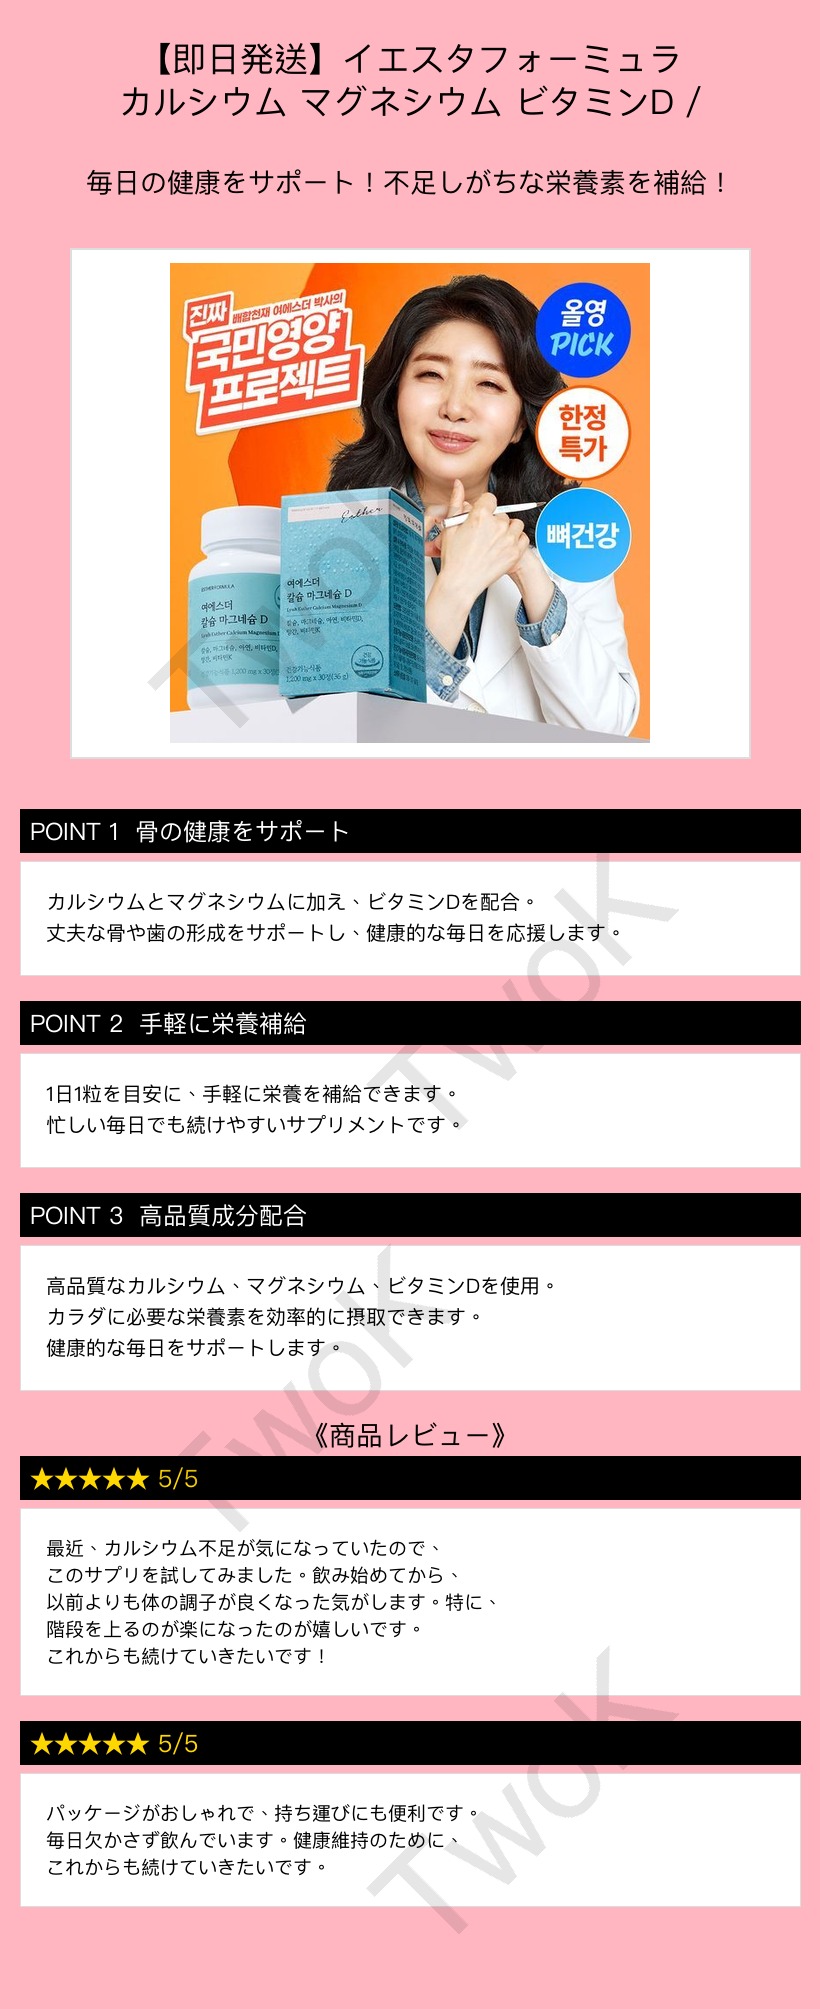 【即日発送】イエスタフォーミュラ
カルシウム マグネシウム ビタミンD /
毎日の健康をサポート！不足しがちな栄養素を補給！
진짜
배합천재 여에스더 박사의
국민영양
프로젝트
올영
PICK
한정
특가
뼈건강
Esther
ESTHER FORMULA
여에스더
칼슘 마그네슘 D
Lyuh Esther Calcium Magnesium D
칼슘, 마그네슘, 아연, 비타민D,
망간, 비타민K
건강기능식품 1,200 mg x 30정
여에스더
칼슘 마그네슘 D
Lyuh Esther Calcium Magnesium D
칼슘, 마그네슘, 아연, 비타민D,
망간, 비타민K
건강
기능식품
건강기능식품
1,200 mg x 30정(36 g)
POINT 1 骨の健康をサポート
カルシウムとマグネシウムに加え、ビタミンDを配合。
丈夫な骨や歯の形成をサポートし、健康的な毎日を応援します。
POINT 2 手軽に栄養補給
1日1粒を目安に、手軽に栄養を補給できます。
忙しい毎日でも続けやすいサプリメントです。
POINT 3 高品質成分配合
高品質なカルシウム、マグネシウム、ビタミンDを使用。
カラダに必要な栄養素を効率的に摂取できます。
健康的な毎日をサポートします。
《商品レビュー》
★★★★★ 5/5
最近、カルシウム不足が気になっていたので、
このサプリを試してみました。飲み始めてから、
以前よりも体の調子が良くなった気がします。特に、
階段を上るのが楽になったのが嬉しいです。
これからも続けていきたいです！
★★★★★ 5/5
パッケージがおしゃれで、持ち運びにも便利です。
毎日欠かさず飲んでいます。健康維持のために、
これからも続けていきたいです。
TwoK
TwoK
TwoK
TwoK